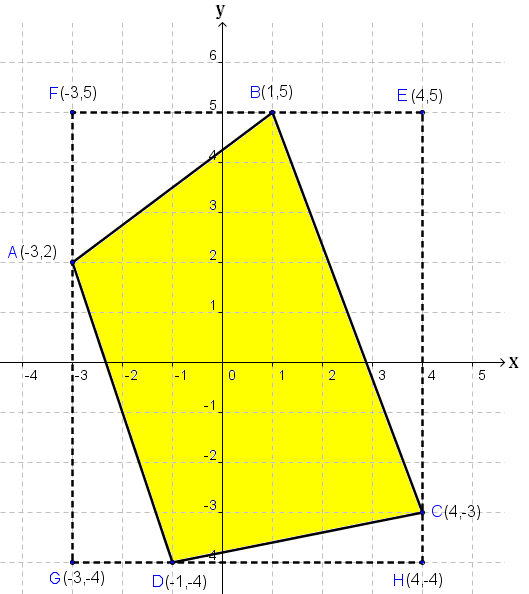 y
6
F(-3,5) B(1,5) E(4,5)
5
4
3
A(-3,2) 2
1
x
-4 -3 -2 -1 0 1 2 3 4 5
-1
-2
-3 C(4,-3)
-4
G(-3,-4) D(-1,-4) H(4,-4)